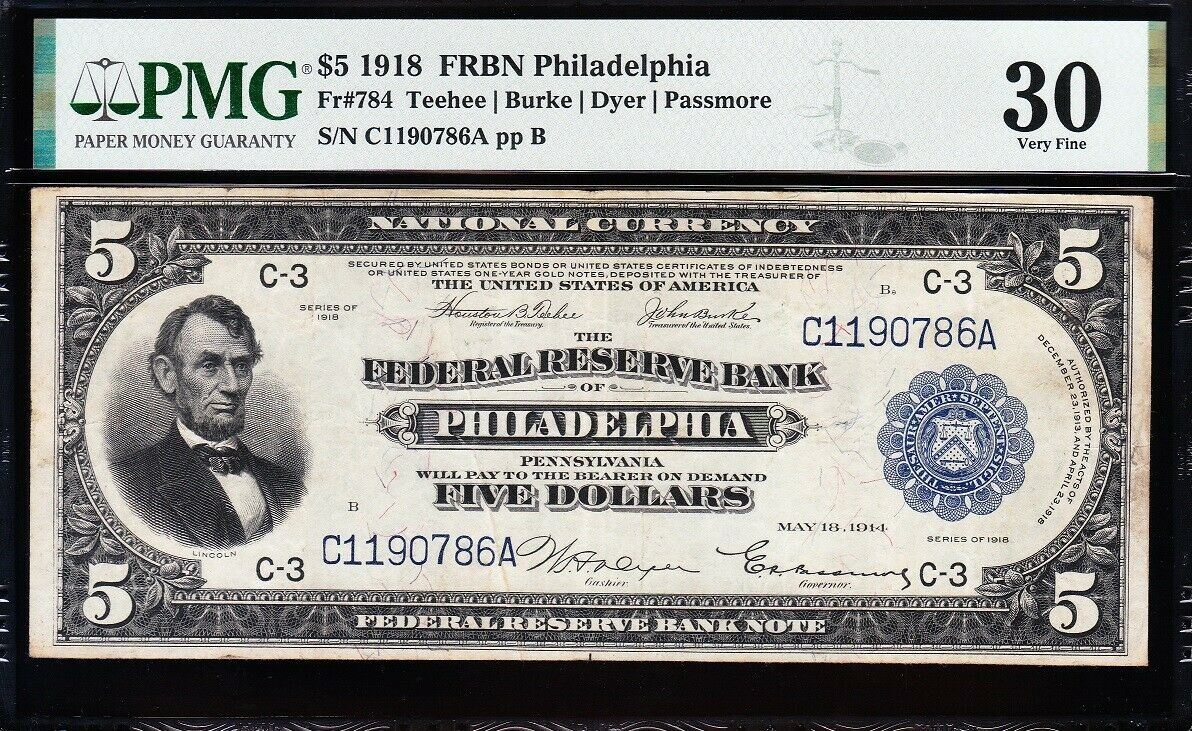 PMG®
PAPER MONEY GUARANTY
$5 1918 FRBN Philadelphia
Fr#784 Teehee | Burke | Dyer | Passmore
S/N C1190786A pp B
30
Very Fine
5
NATIONAL CURRENCY
5
SECURED BY UNITED STATES BONDS OR UNITED STATES CERTIFICATES OF INDEBTEDNESS
OR UNITED STATES ONE-YEAR GOLD NOTES, DEPOSITED WITH THE TREASURER OF
THE UNITED STATES OF AMERICA
C-3
B
C-3
SERIES OF
1918
Houston B. Teehee
Register of the Treasury.
John Burke
Treasurer of the United States.
C1190786A
THE
FEDERAL RESERVE BANK
OF
PHILADELPHIA
PENNSYLVANIA
WILL PAY TO THE BEARER ON DEMAND
FIVE DOLLARS
AUTHORIZED BY THE ACTS OF
DECEMBER 23, 1913, AND APRIL 23, 1918
THESAUR. AMER. SEPTENT. SIGIL.
B
MAY 18, 1914
SERIES OF 1918
LINCOLN
C-3
C1190786A
W H Dyer
Cashier.
Governor.
C-3
5
FEDERAL RESERVE BANK NOTE
5